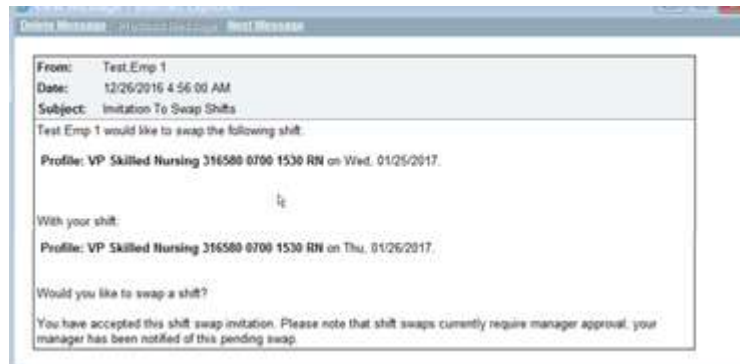 Delete Message Next Message
From: Test,Emp 1
Date: 12/26/2016 4:56:00 AM
Subject: Invitation To Swap Shifts
Test Emp 1 would like to swap the following shift:
Profile: VP Skilled Nursing 316580 0700 1530 RN on Wed, 01/25/2017.
With your shift:
Profile: VP Skilled Nursing 316580 0700 1530 RN on Thu, 01/26/2017.
Would you like to swap a shift?
You have accepted this shift swap invitation. Please note that shift swaps currently require manager approval, your
manager has been notified of this pending swap.